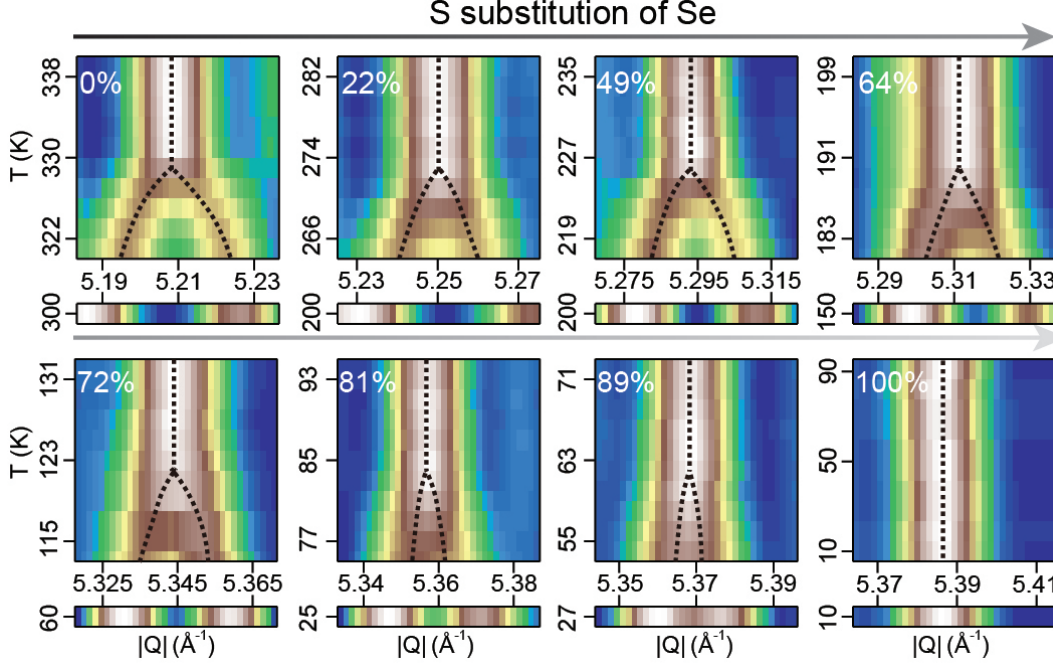 S substitution of Se
0% 22% 49% 64%
T (K) 338 330 322 282 274 266 235 227 219 199 191 183
5.19 5.21 5.23 5.23 5.25 5.27 5.275 5.295 5.315 5.29 5.31 5.33
300 200 200 150
72% 81% 89% 100%
T (K) 131 123 115 93 85 77 71 63 55 90 50 10
5.325 5.345 5.365 5.34 5.36 5.38 5.35 5.37 5.39 5.37 5.39 5.41
60 25 27 10
|Q| (Å⁻¹) |Q| (Å⁻¹) |Q| (Å⁻¹) |Q| (Å⁻¹)